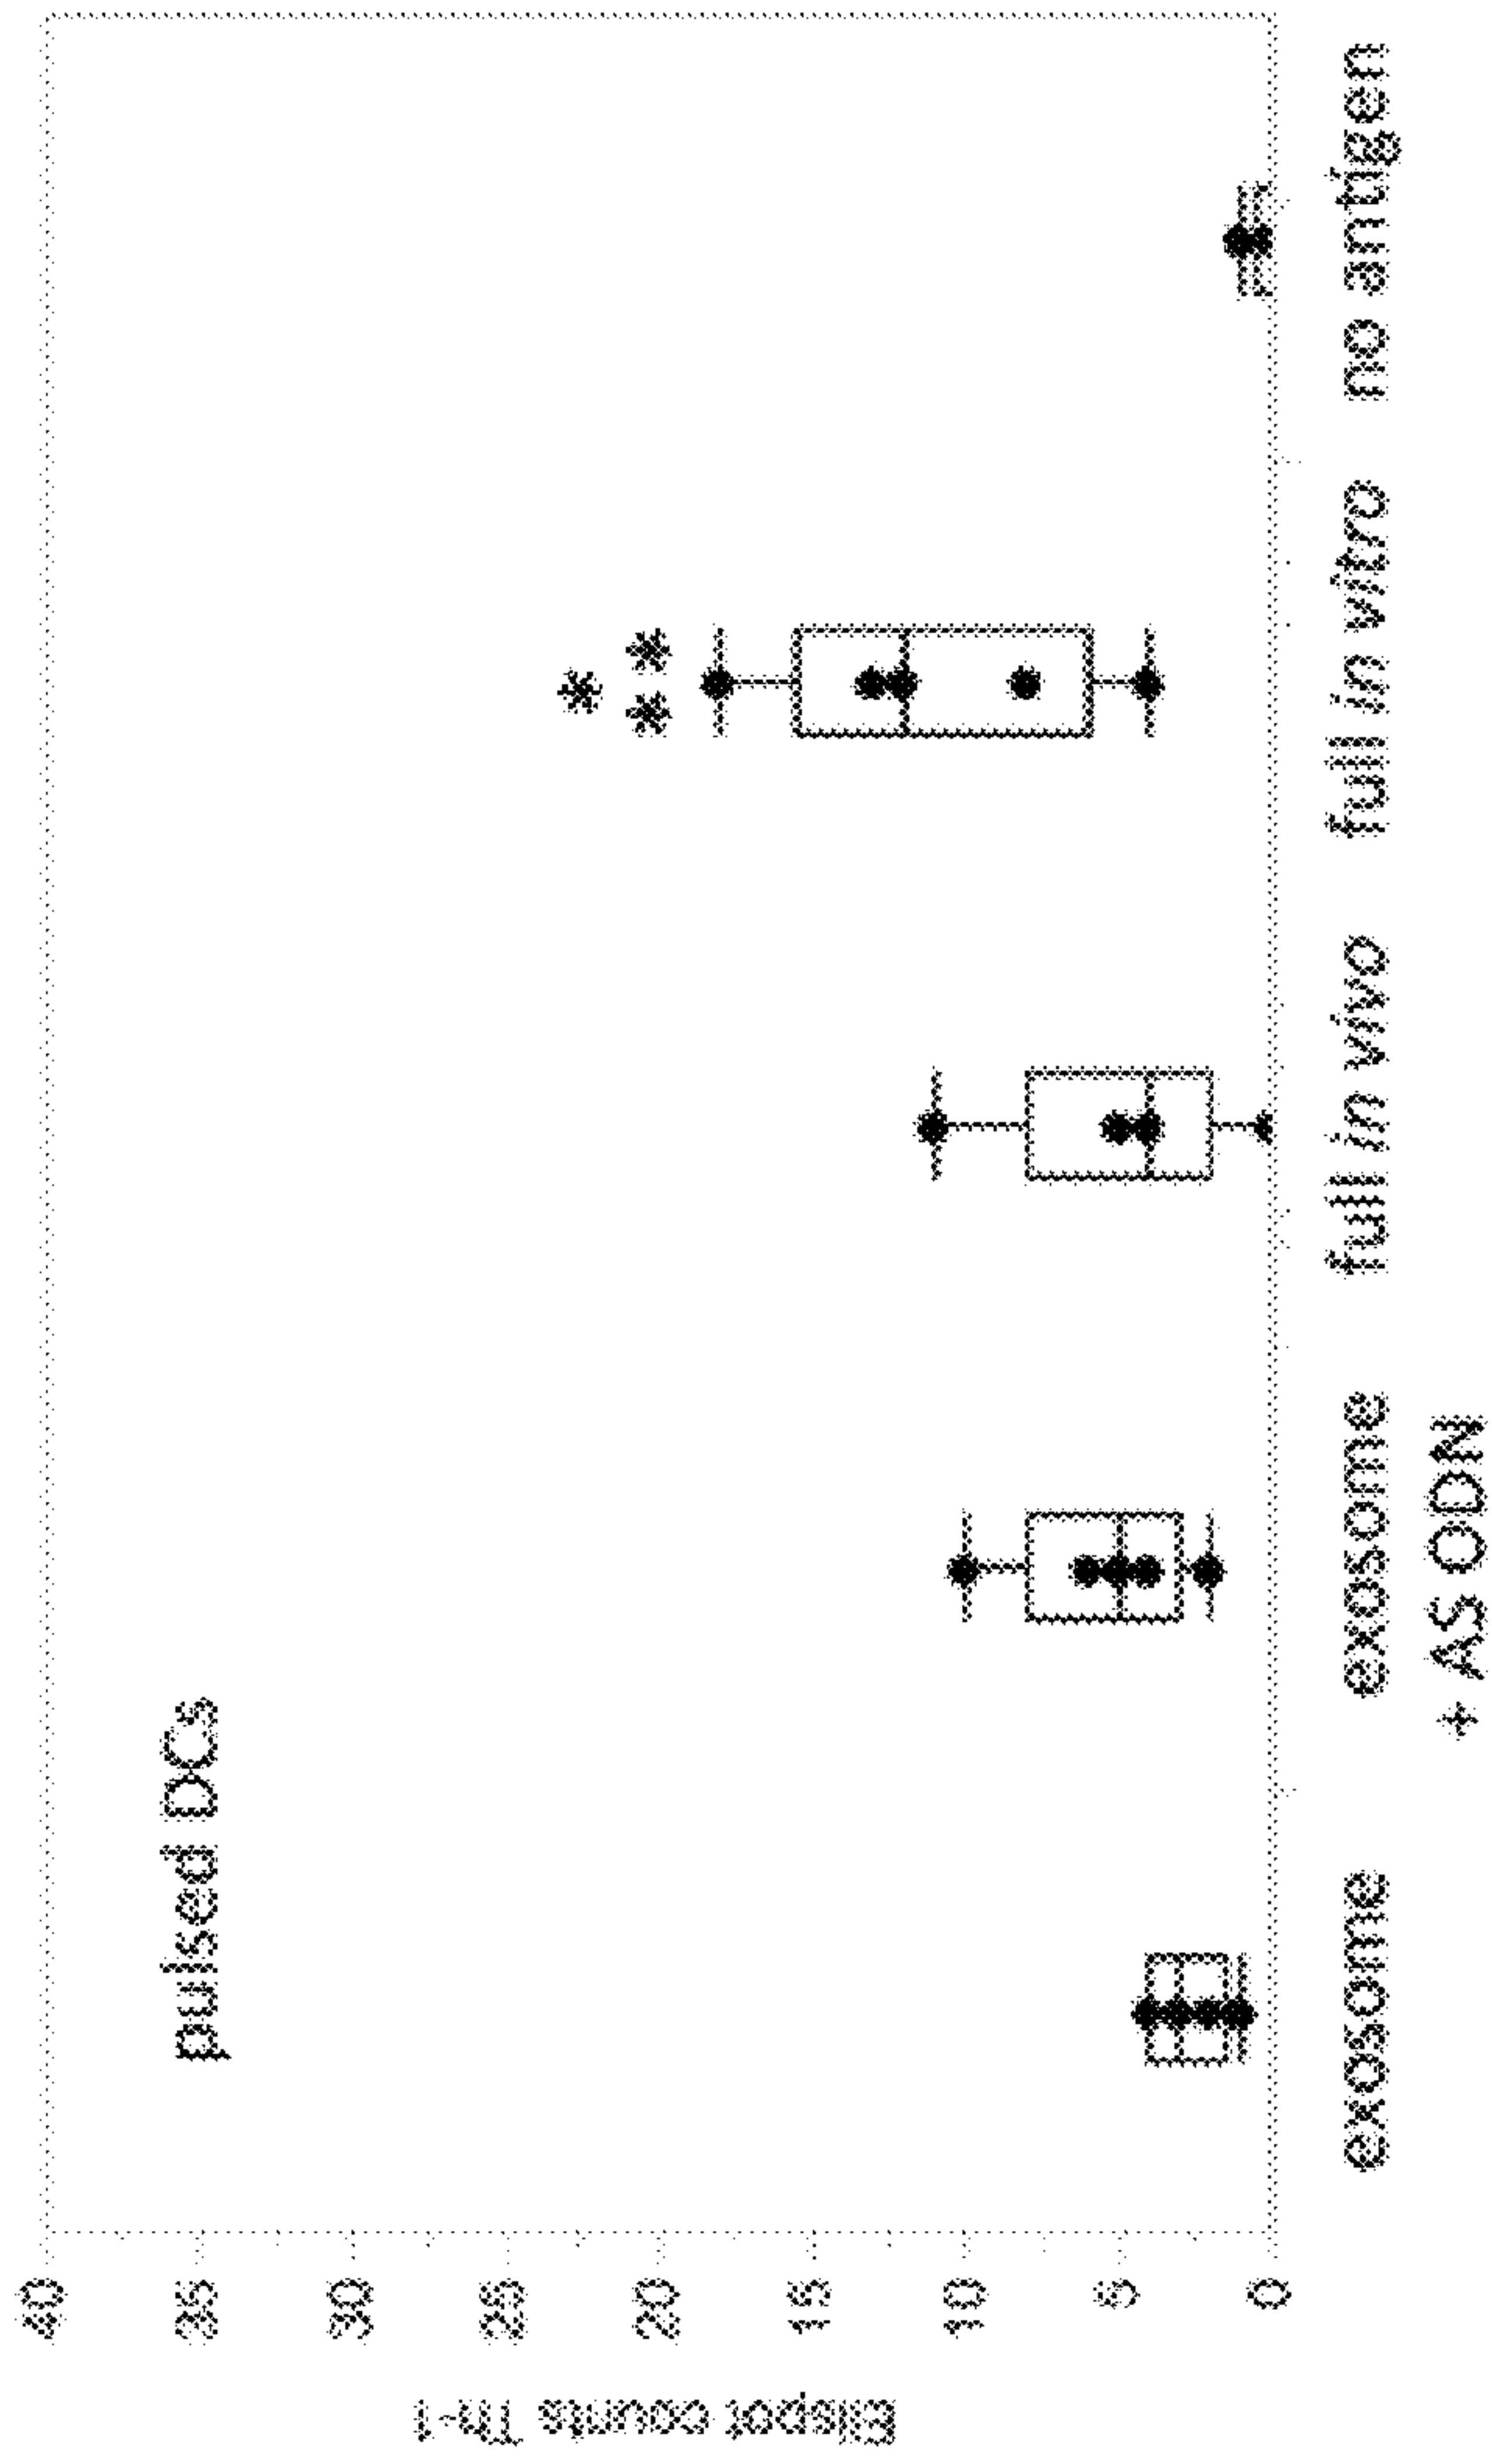 pulsed DCs
Elispot counts Th-1
40
35
30
25
20
15
10
5
0
exosome
exosome
+ AS ODN
full in vivo
full in vitro
no antigen
*
* *